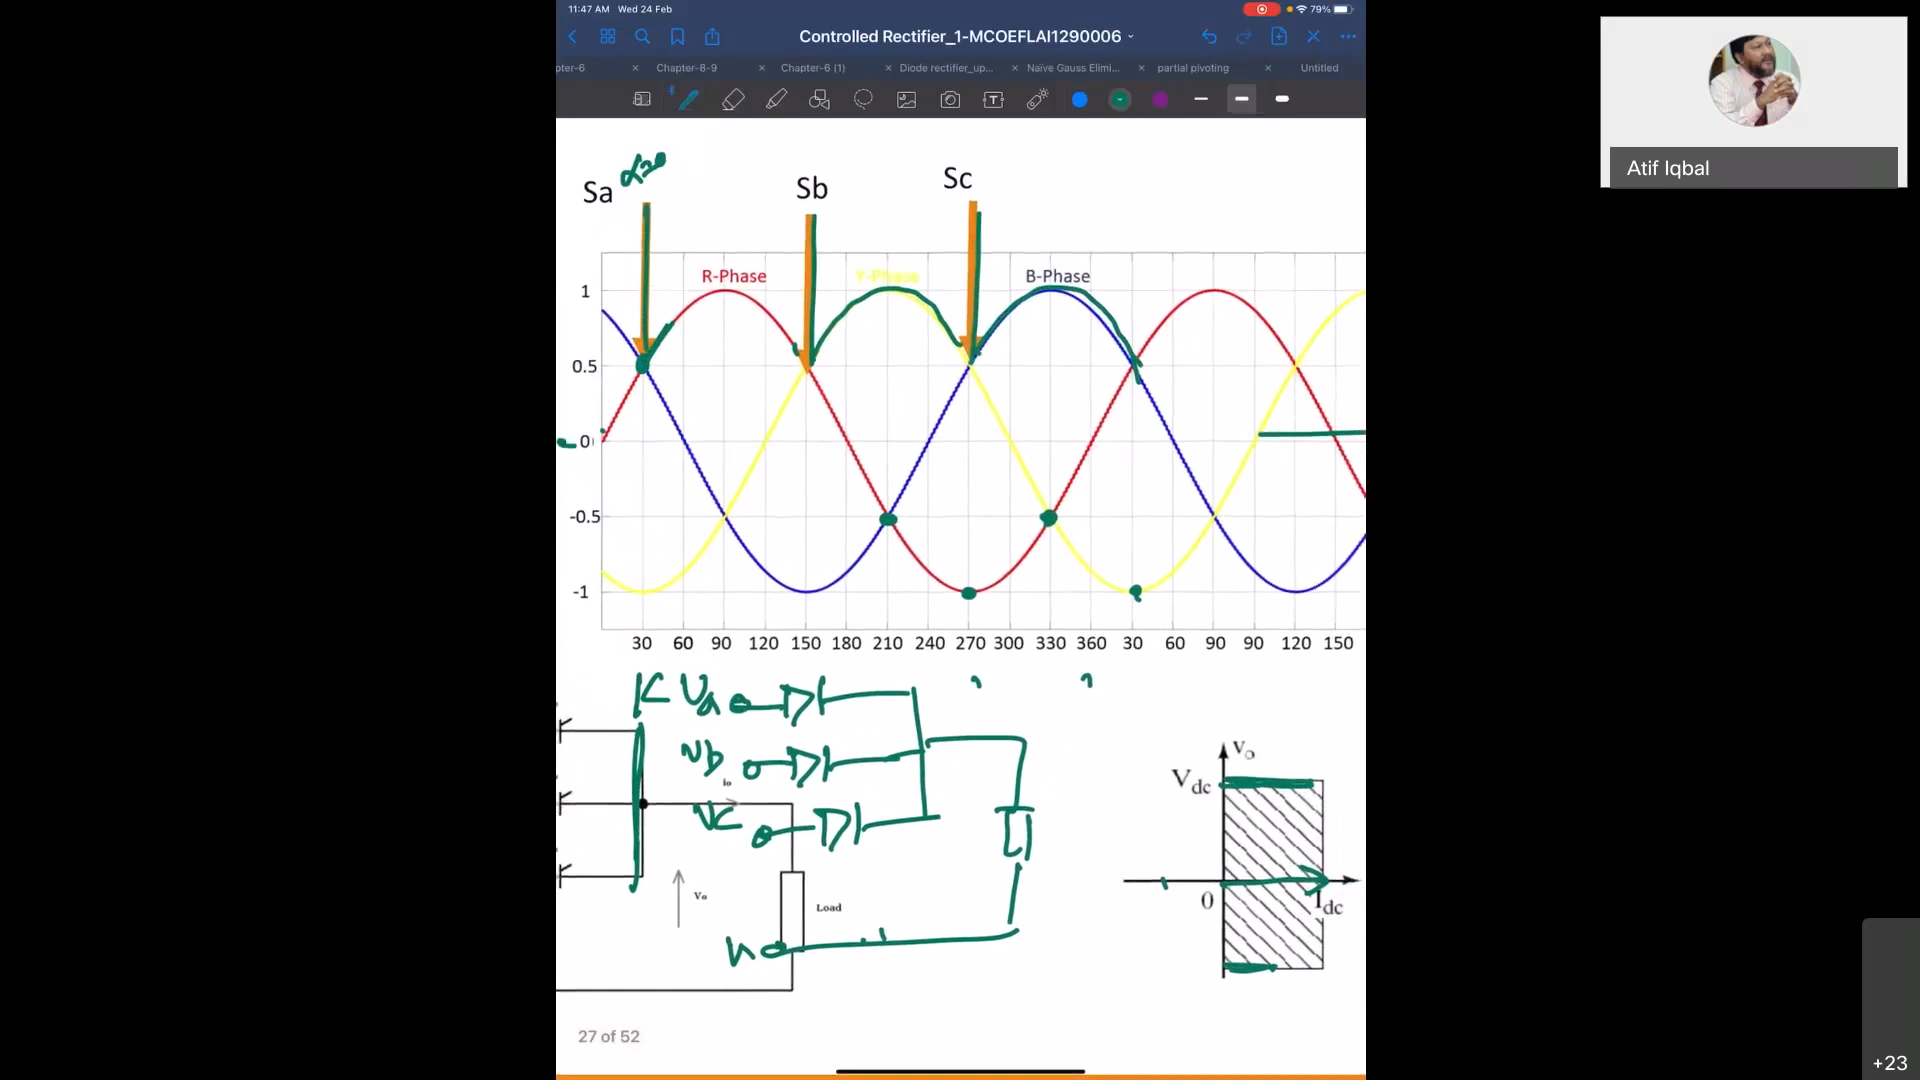 11:47 AM Wed 24 Feb
79%
Controlled Rectifier_1-MCOEFLAI1290006
pter-6
Chapter-8-9
Chapter-6 (1)
Diode rectifier_up...
Naïve Gauss Elimi...
partial pivoting
Untitled
Atif Iqbal
Sa
Sb
Sc
R-Phase
Y-Phase
B-Phase
1
0.5
0
-0.5
-1
30 60 90 120 150 180 210 240 270 300 330 360 30 60 90 90 120 150
K Va
Vb
Vc
io
Vo
Load
N
Vo
Vdc
0
Idc
27 of 52
+23